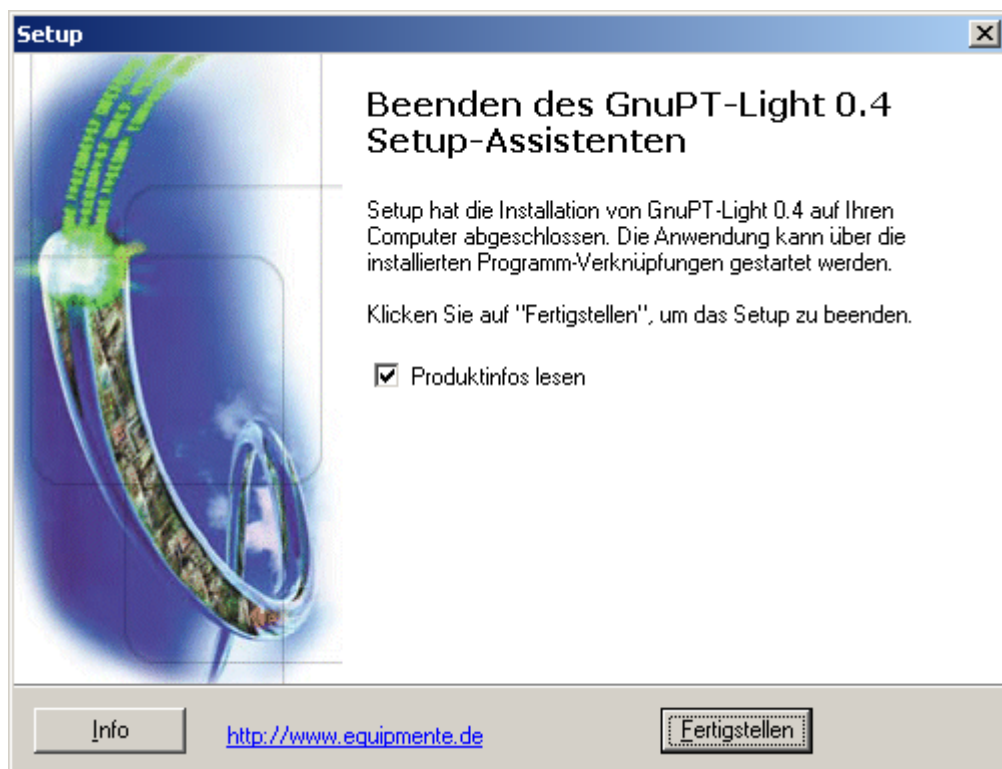 Setup
Beenden des GnuPT-Light 0.4
Setup-Assistenten
Setup hat die Installation von GnuPT-Light 0.4 auf Ihren
Computer abgeschlossen. Die Anwendung kann über die
installierten Programm-Verknüpfungen gestartet werden.
Klicken Sie auf "Fertigstellen", um das Setup zu beenden.
Produktinfos lesen
Info
http://www.equipmente.de
Fertigstellen